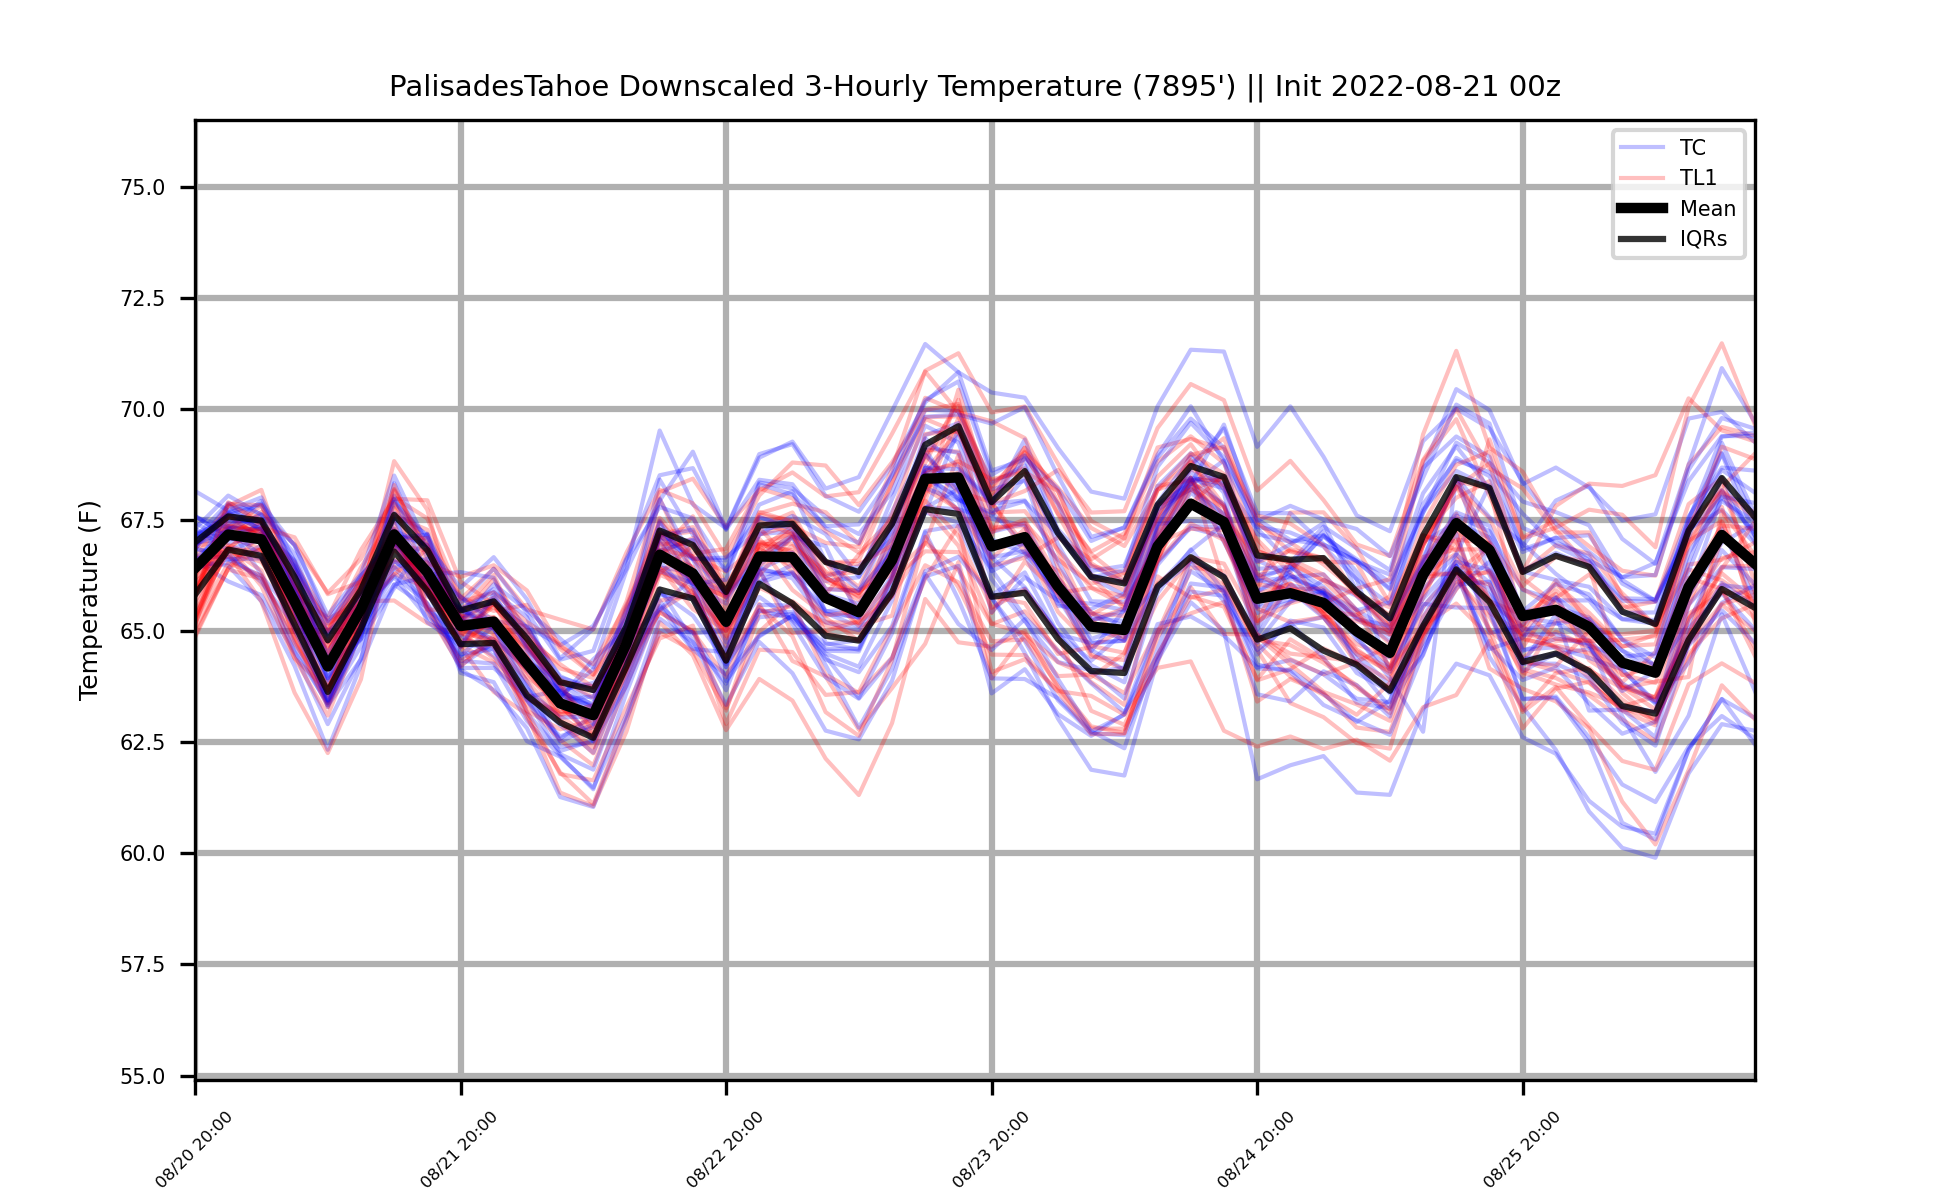 PalisadesTahoe Downscaled 3-Hourly Temperature (7895') || Init 2022-08-21 00z
TC
TL1
Mean
IQRs
Temperature (F)
75.0
72.5
70.0
67.5
65.0
62.5
60.0
57.5
55.0
08/20 20:00
08/21 20:00
08/22 20:00
08/23 20:00
08/24 20:00
08/25 20:00